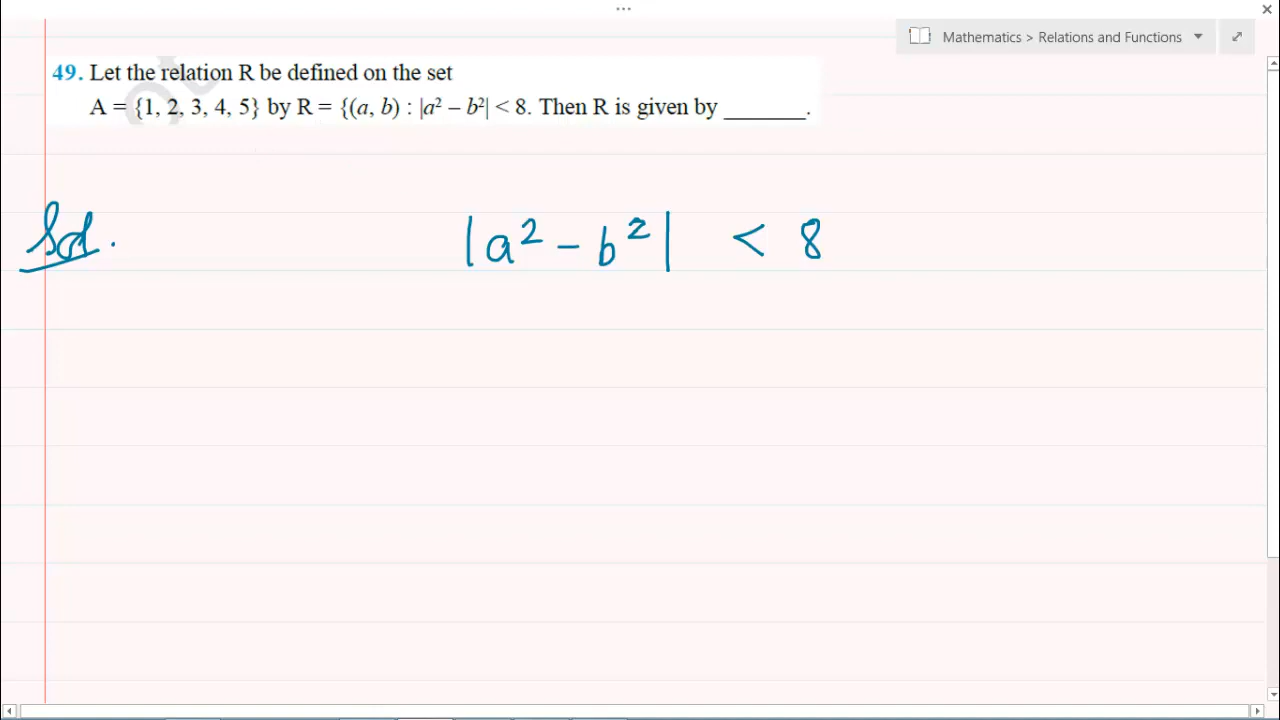 Mathematics > Relations and Functions
49. Let the relation R be defined on the set
A = {1, 2, 3, 4, 5} by R = {(a, b) : |a² – b²| < 8. Then R is given by _______.
Sol.
|a² – b²| < 8